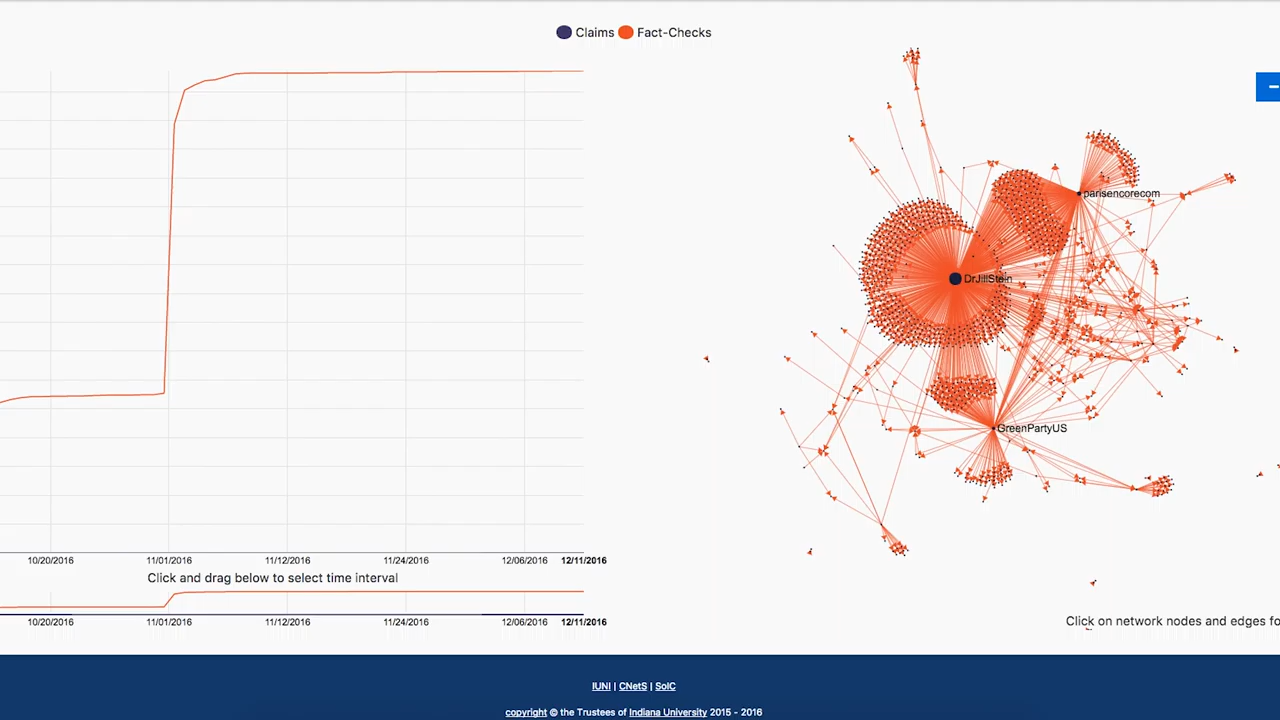 Claims Fact-Checks
parisencorecom
DrJillStein
GreenPartyUS
10/20/2016 11/01/2016 11/12/2016 11/24/2016 12/06/2016 12/11/2016
Click and drag below to select time interval
10/20/2016 11/01/2016 11/12/2016 11/24/2016 12/06/2016 12/11/2016
Click on network nodes and edges fo
IUNI | CNetS | SoIC
copyright © the Trustees of Indiana University 2015 - 2016